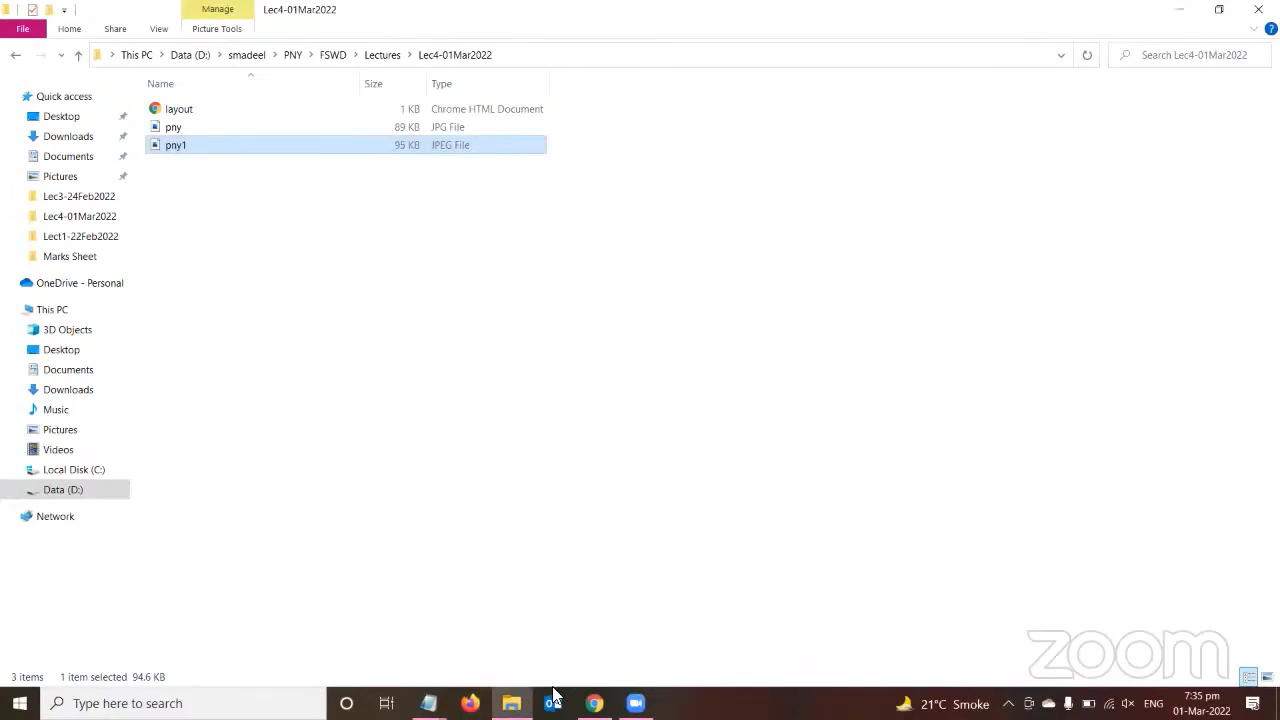 Manage
Lec4-01Mar2022
File
Home
Share
View
Picture Tools
This PC
Data (D:)
smadeel
PNY
FSWD
Lectures
Lec4-01Mar2022
Search Lec4-01Mar2022
Name
Size
Type
layout
1 KB
Chrome HTML Document
pny
89 KB
JPG File
pny1
95 KB
JPEG File
Quick access
Desktop
Downloads
Documents
Pictures
Lec3-24Feb2022
Lec4-01Mar2022
Lect1-22Feb2022
Marks Sheet
OneDrive - Personal
This PC
3D Objects
Desktop
Documents
Downloads
Music
Pictures
Videos
Local Disk (C:)
Data (D:)
Network
zoom
3 items
1 item selected 94.6 KB
Type here to search
21°C Smoke
ENG
7:35 pm
01-Mar-2022